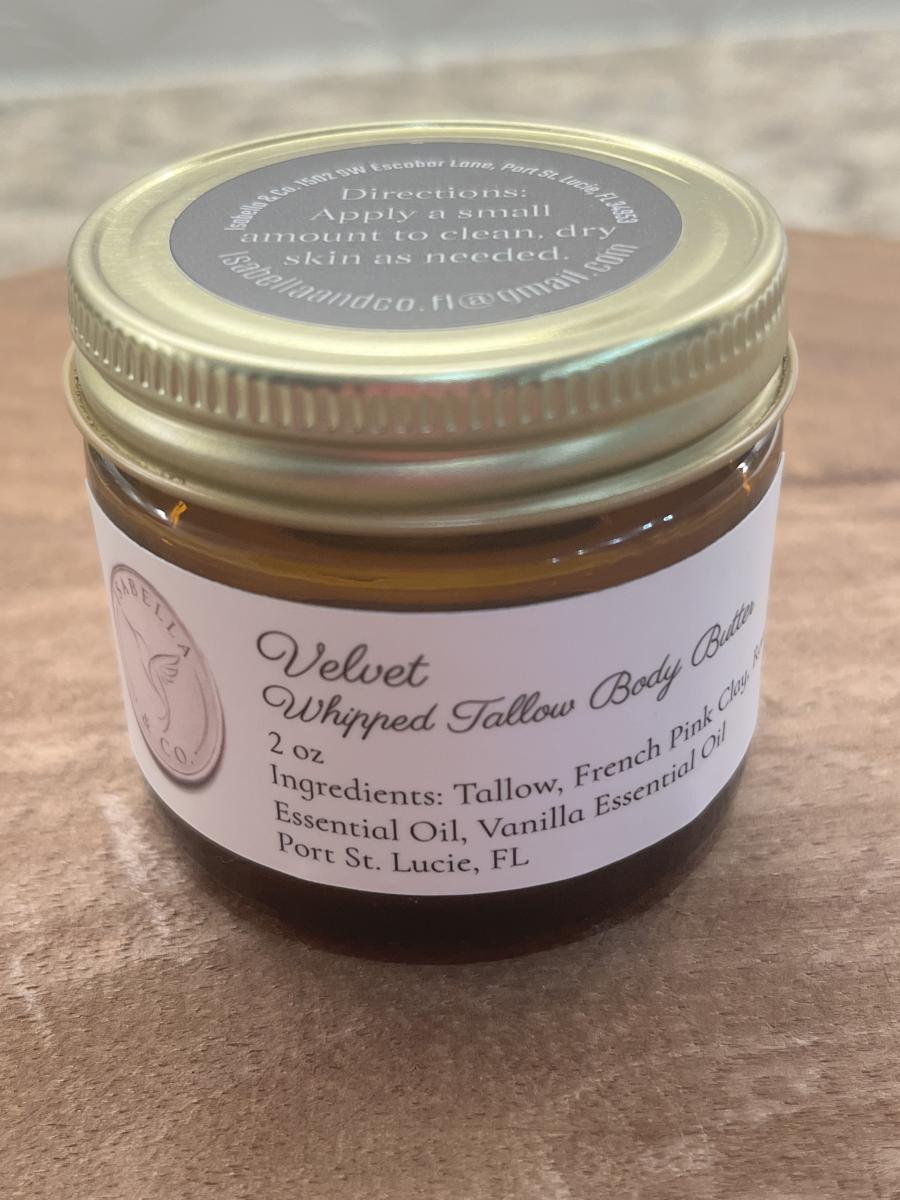 Isabella & Co. 1502 SW Escobar Lane, Port St. Lucie, FL 34953
Directions:
Apply a small
amount to clean, dry
skin as needed.
isabellaandco.fl@gmail.com
ISABELLA
& CO.
Velvet
Whipped Tallow Body Butter
2 oz
Ingredients: Tallow, French Pink Clay,
Essential Oil, Vanilla Essential Oil
Port St. Lucie, FL